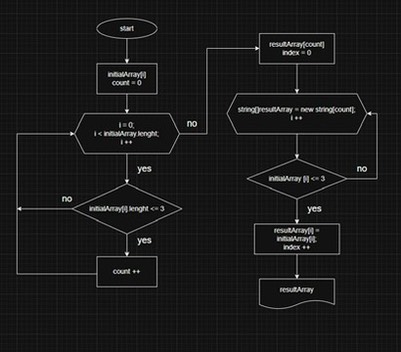 start
initialArray[i]
count = 0
i = 0;
i < initialArray.lenght;
i ++
no
yes
initialArray[i].lenght <= 3
no
yes
count ++
resultArray[count]
index = 0
string[]resultArray = new string[count];
i ++
initialArray [i] <= 3
no
yes
resultArray[i] =
initialArray[i];
index ++
resultArray